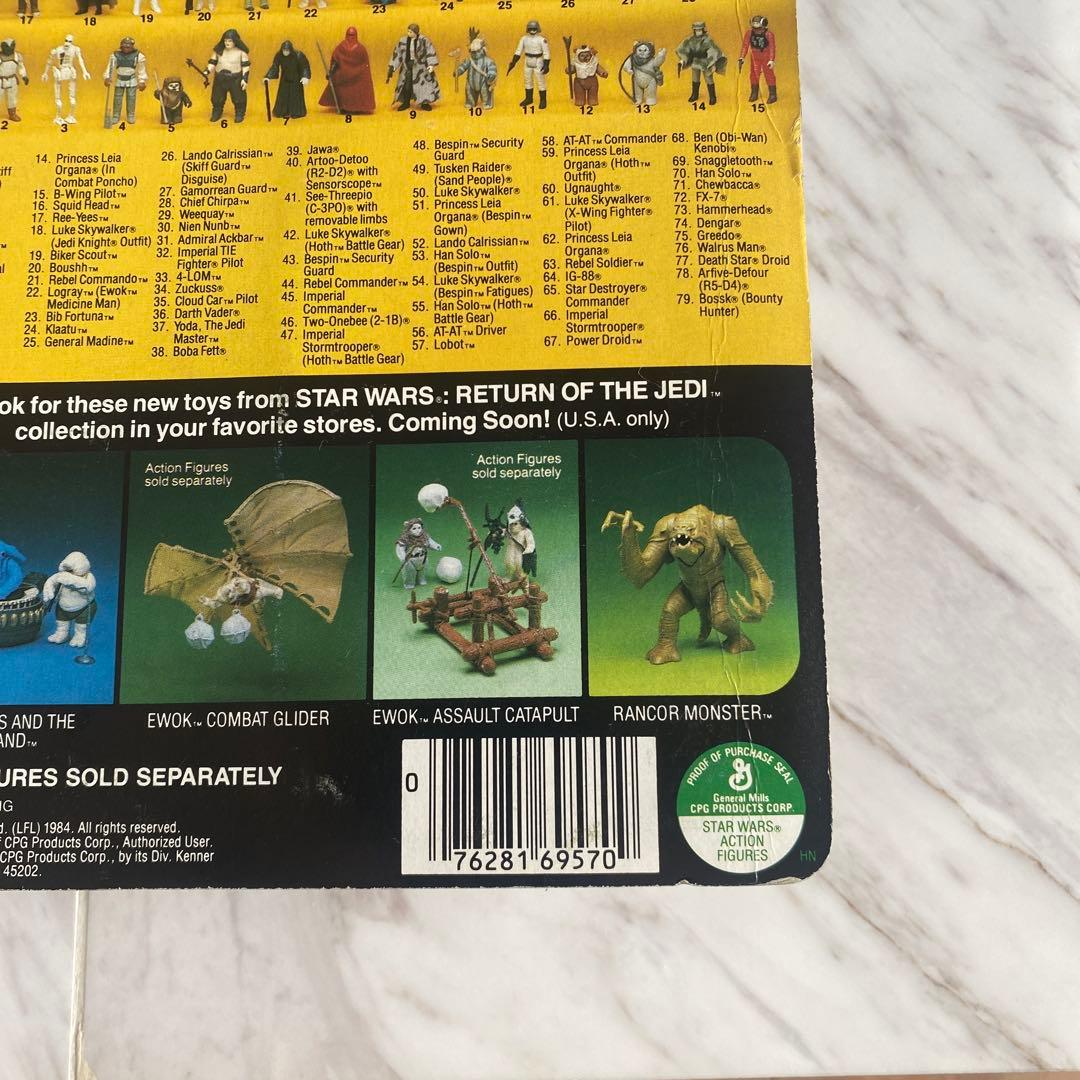 17 18 19 20 21 22 23 24 25 26 27
2 3 4 5 6 7 8 9 10 11 12 13 14 15
14. Princess Leia
Organa® (In
Combat Poncho)
15. B-Wing Pilot™
16. Squid Head™
17. Ree-Yees™
18. Luke Skywalker®
(Jedi Knight® Outfit)
19. Biker Scout™
20. Boushh™
21. Rebel Commando™
22. Logray™ (Ewok™
Medicine Man)
23. Bib Fortuna™
24. Klaatu™
25. General Madine™
26. Lando Calrissian™
(Skiff Guard™
Disguise)
27. Gamorrean Guard™
28. Chief Chirpa™
29. Weequay™
30. Nien Nunb™
31. Admiral Ackbar™
32. Imperial TIE
Fighter® Pilot
33. 4-LOM™
34. Zuckuss®
35. Cloud Car™ Pilot
36. Darth Vader®
37. Yoda, The Jedi
Master™
38. Boba Fett®
39. Jawa®
40. Artoo-Detoo
(R2-D2)® with
Sensorscope™
41. See-Threepio
(C-3PO)® with
removable limbs
42. Luke Skywalker®
(Hoth™ Battle Gear)
43. Bespin™ Security
Guard
44. Rebel Commander™
45. Imperial
Commander™
46. Two-Onebee (2-1B)®
47. Imperial
Stormtrooper®
(Hoth™ Battle Gear)
48. Bespin™ Security
Guard
49. Tusken Raider®
(Sand People)®
50. Luke Skywalker®
51. Princess Leia
Organa® (Bespin™
Gown)
52. Lando Calrissian™
53. Han Solo™
(Bespin™ Outfit)
54. Luke Skywalker®
(Bespin™ Fatigues)
55. Han Solo™ (Hoth™
Battle Gear)
56. AT-AT™ Driver
57. Lobot™
58. AT-AT™ Commander
59. Princess Leia
Organa® (Hoth™
Outfit)
60. Ugnaught®
61. Luke Skywalker®
(X-Wing Fighter®
Pilot)
62. Princess Leia
Organa®
63. Rebel Soldier™
64. IG-88®
65. Star Destroyer®
Commander
66. Imperial
Stormtrooper®
67. Power Droid™
68. Ben (Obi-Wan)
Kenobi®
69. Snaggletooth™
70. Han Solo™
71. Chewbacca®
72. FX-7®
73. Hammerhead®
74. Dengar®
75. Greedo®
76. Walrus Man®
77. Death Star® Droid
78. Arfive-Defour
(R5-D4)®
79. Bossk® (Bounty
Hunter)
ok for these new toys from STAR WARS®: RETURN OF THE JEDI™
collection in your favorite stores. Coming Soon! (U.S.A. only)
Action Figures
sold separately
Action Figures
sold separately
S AND THE
AND™
EWOK™ COMBAT GLIDER
EWOK™ ASSAULT CATAPULT
RANCOR MONSTER™
URES SOLD SEPARATELY
NG
d. (LFL) 1984. All rights reserved.
f CPG Products Corp., Authorized User.
CPG Products Corp., by its Div. Kenner
45202.
0 76281 69570
PROOF OF PURCHASE SEAL
G
General Mills
CPG PRODUCTS CORP.
STAR WARS®
ACTION
FIGURES
HN